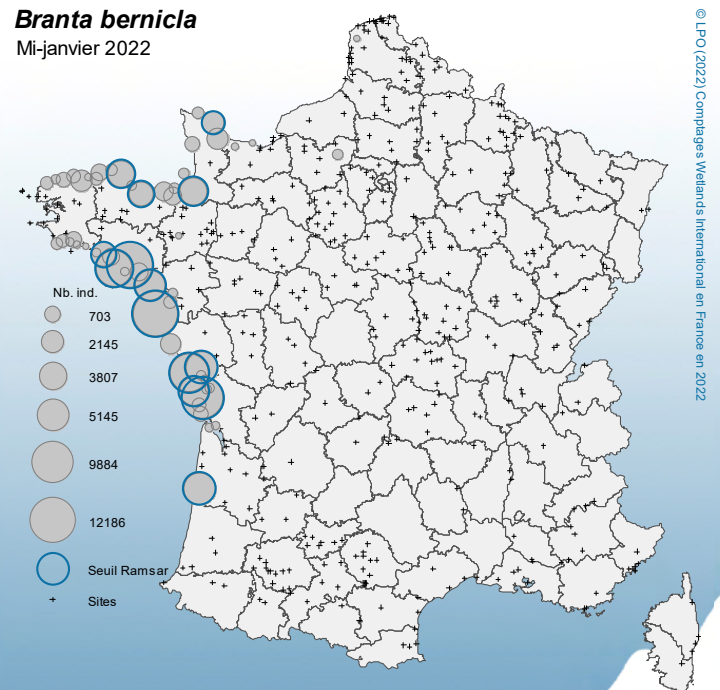 Branta bernicla
Mi-janvier 2022
© LPO (2022) Comptages Wetlands International en France en 2022
Nb. ind.
703
2145
3807
5145
9884
12186
Seuil Ramsar
Sites